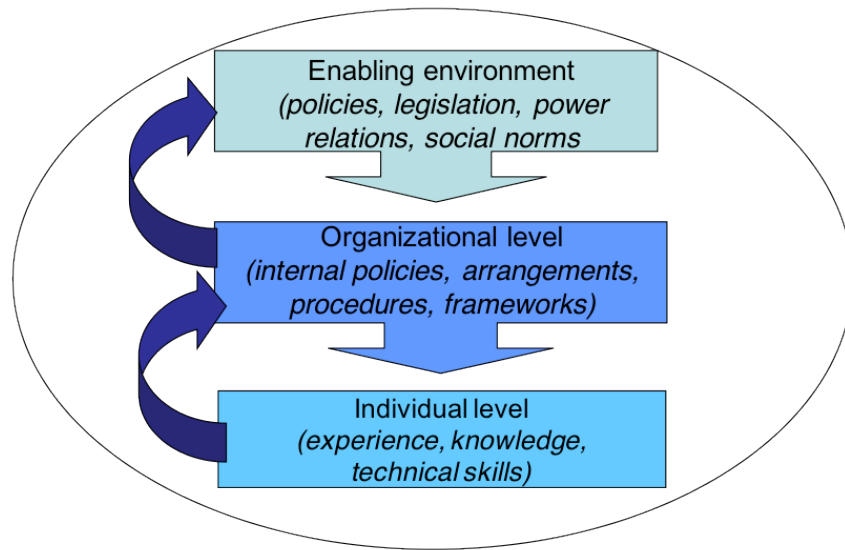 Enabling environment
(policies, legislation, power
relations, social norms
Organizational level
(internal policies, arrangements,
procedures, frameworks)
Individual level
(experience, knowledge,
technical skills)